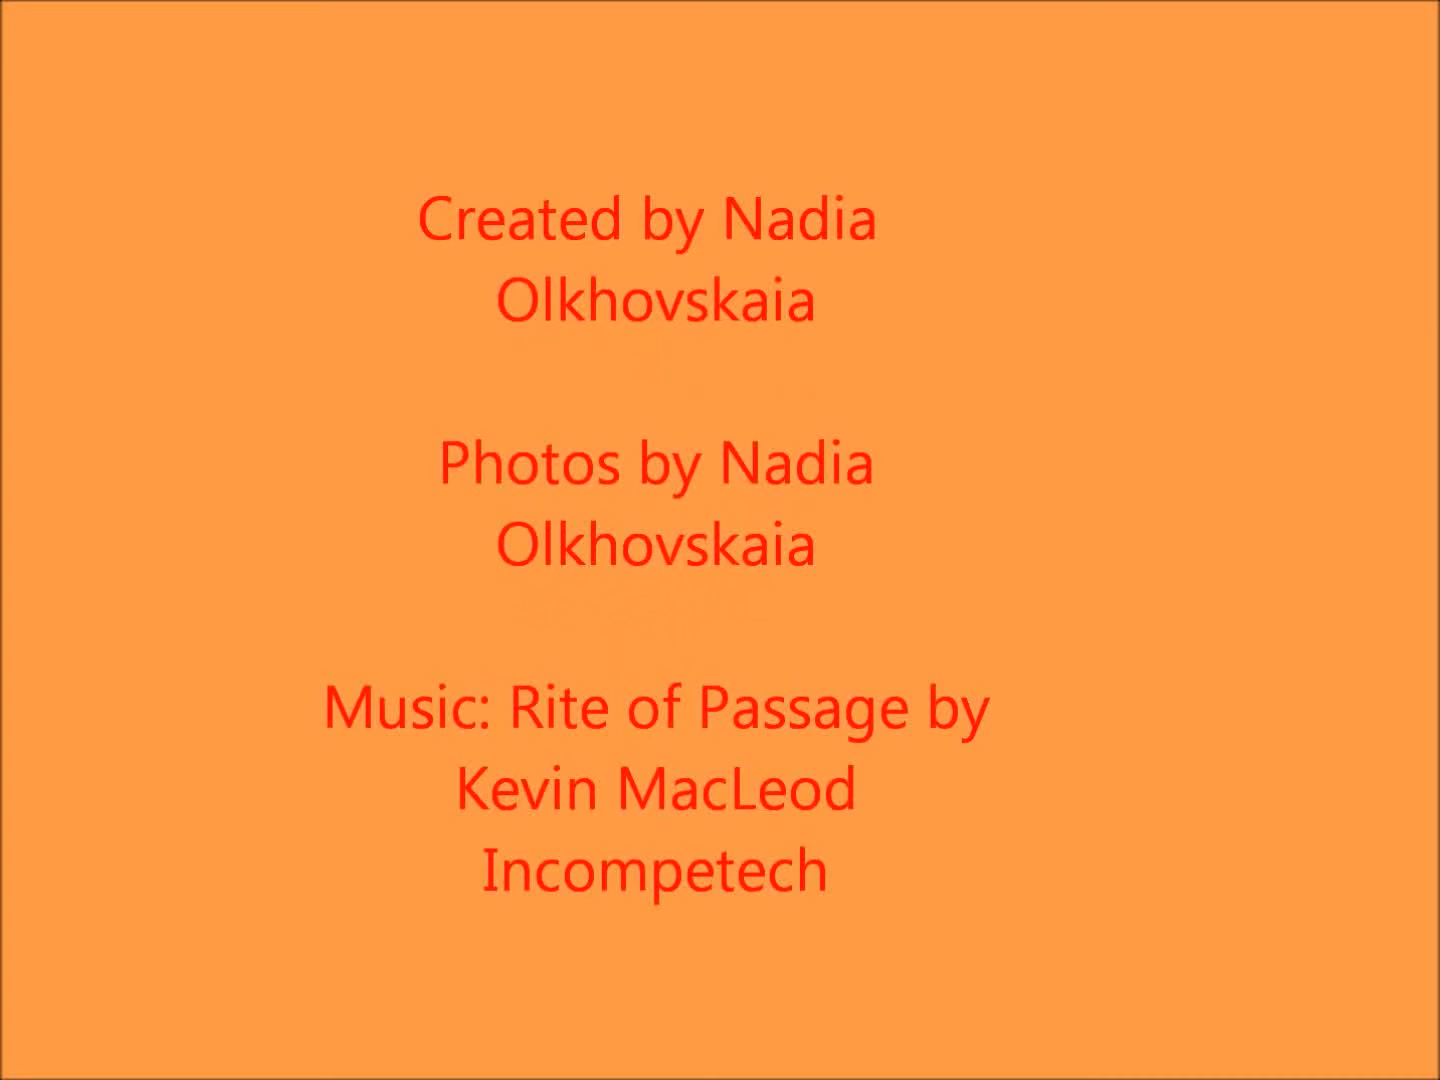 Created by Nadia
Olkhovskaia
Photos by Nadia
Olkhovskaia
Music: Rite of Passage by
Kevin MacLeod
Incompetech